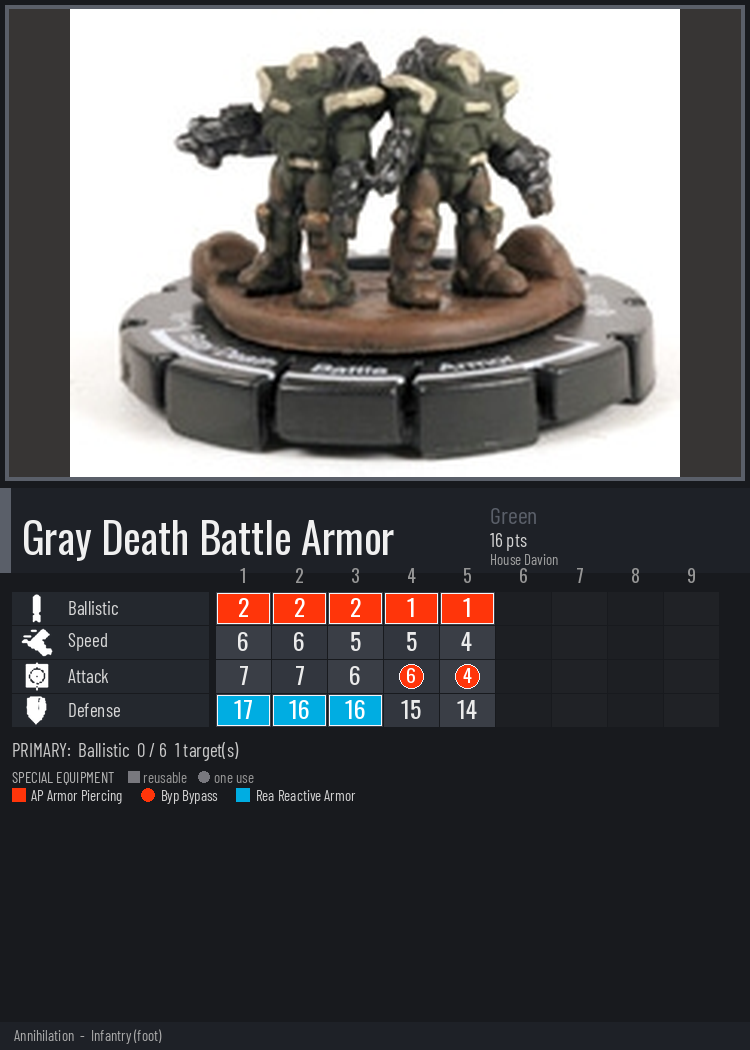 Gray Death Battle Armor
Gray Death Battle Armor
Green
16 pts
House Davion
1 2 3 4 5 6 7 8 9
Ballistic 2 2 2 1 1
Speed 6 6 5 5 4
Attack 7 7 6 6 4
Defense 17 16 16 15 14
PRIMARY: Ballistic 0 / 6 1 target(s)
SPECIAL EQUIPMENT reusable one use
AP Armor Piercing Byp Bypass Rea Reactive Armor
Annihilation - Infantry (foot)